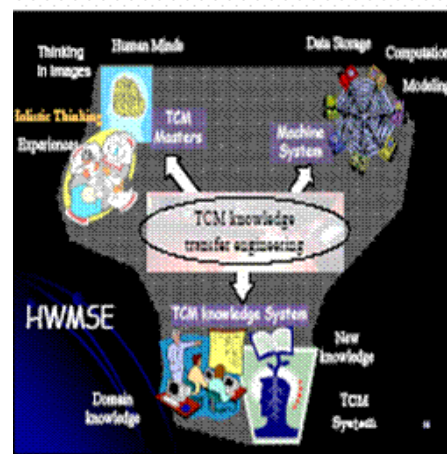 Human Minds
Data Storage
Thinking
in Images
Computation
Modeling
Holistic Thinking
TCM
Masters
Machine
System
Experiences
TCM knowledge
transfer engineering
HWMSE
TCM knowledge System
New
knowledge
Domain
knowledge
TCM
System